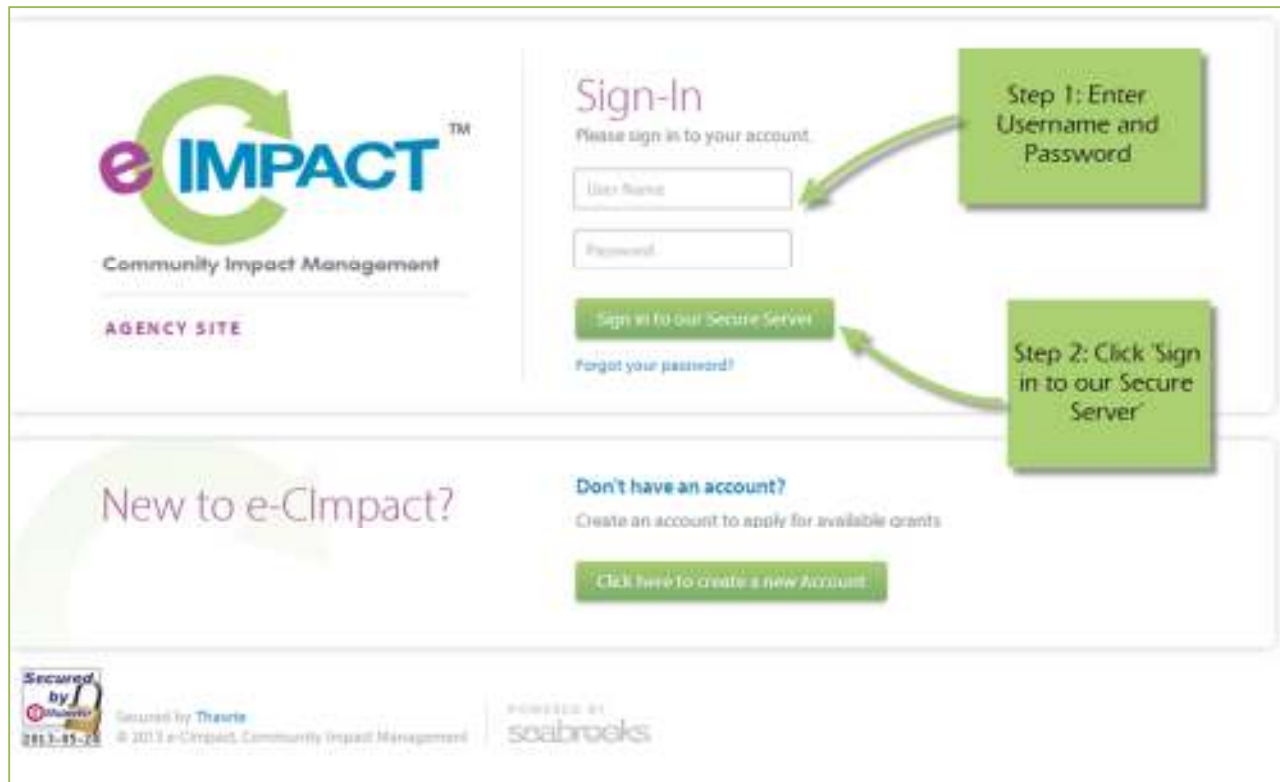 e CIMPACT TM
Community Impact Management
AGENCY SITE
Sign-In
Please sign in to your account.
User Name
Password
Sign in to our Secure Server
Forgot your password?
Step 1: Enter
Username and
Password
Step 2: Click 'Sign
in to our Secure
Server'
New to e-CImpact?
Don't have an account?
Create an account to apply for available grants
Click here to create a new Account
Secured
by
thawte
2013-05-28
Secured by Thawte
© 2013 e-CImpact, Community Impact Management
POWERED BY
seabrooks